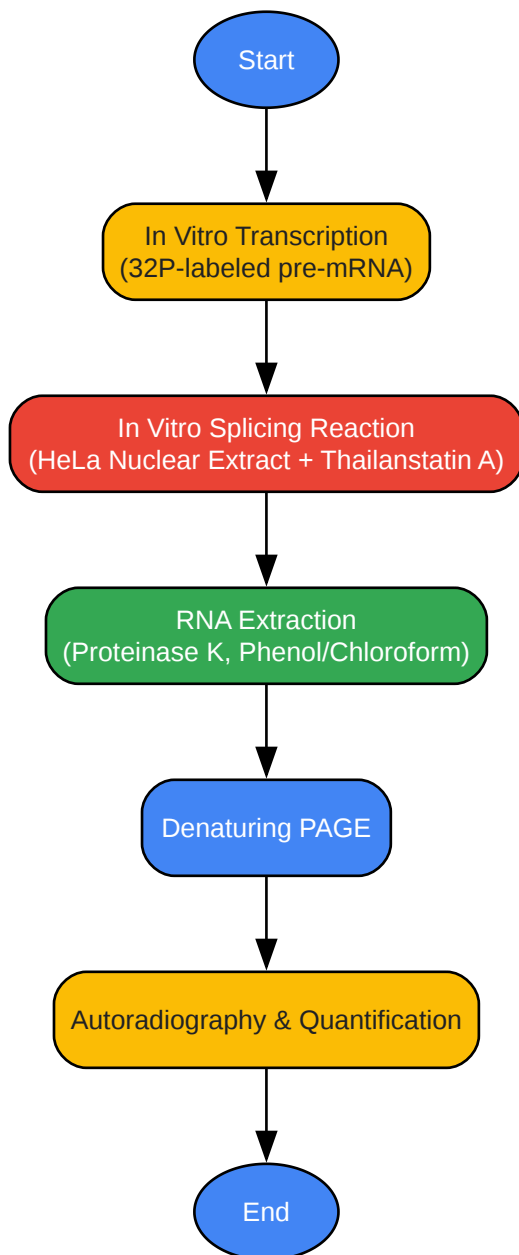 Start
In Vitro Transcription
(32P-labeled pre-mRNA)
In Vitro Splicing Reaction
(HeLa Nuclear Extract + Thailanstatin A)
RNA Extraction
(Proteinase K, Phenol/Chloroform)
Denaturing PAGE
Autoradiography & Quantification
End